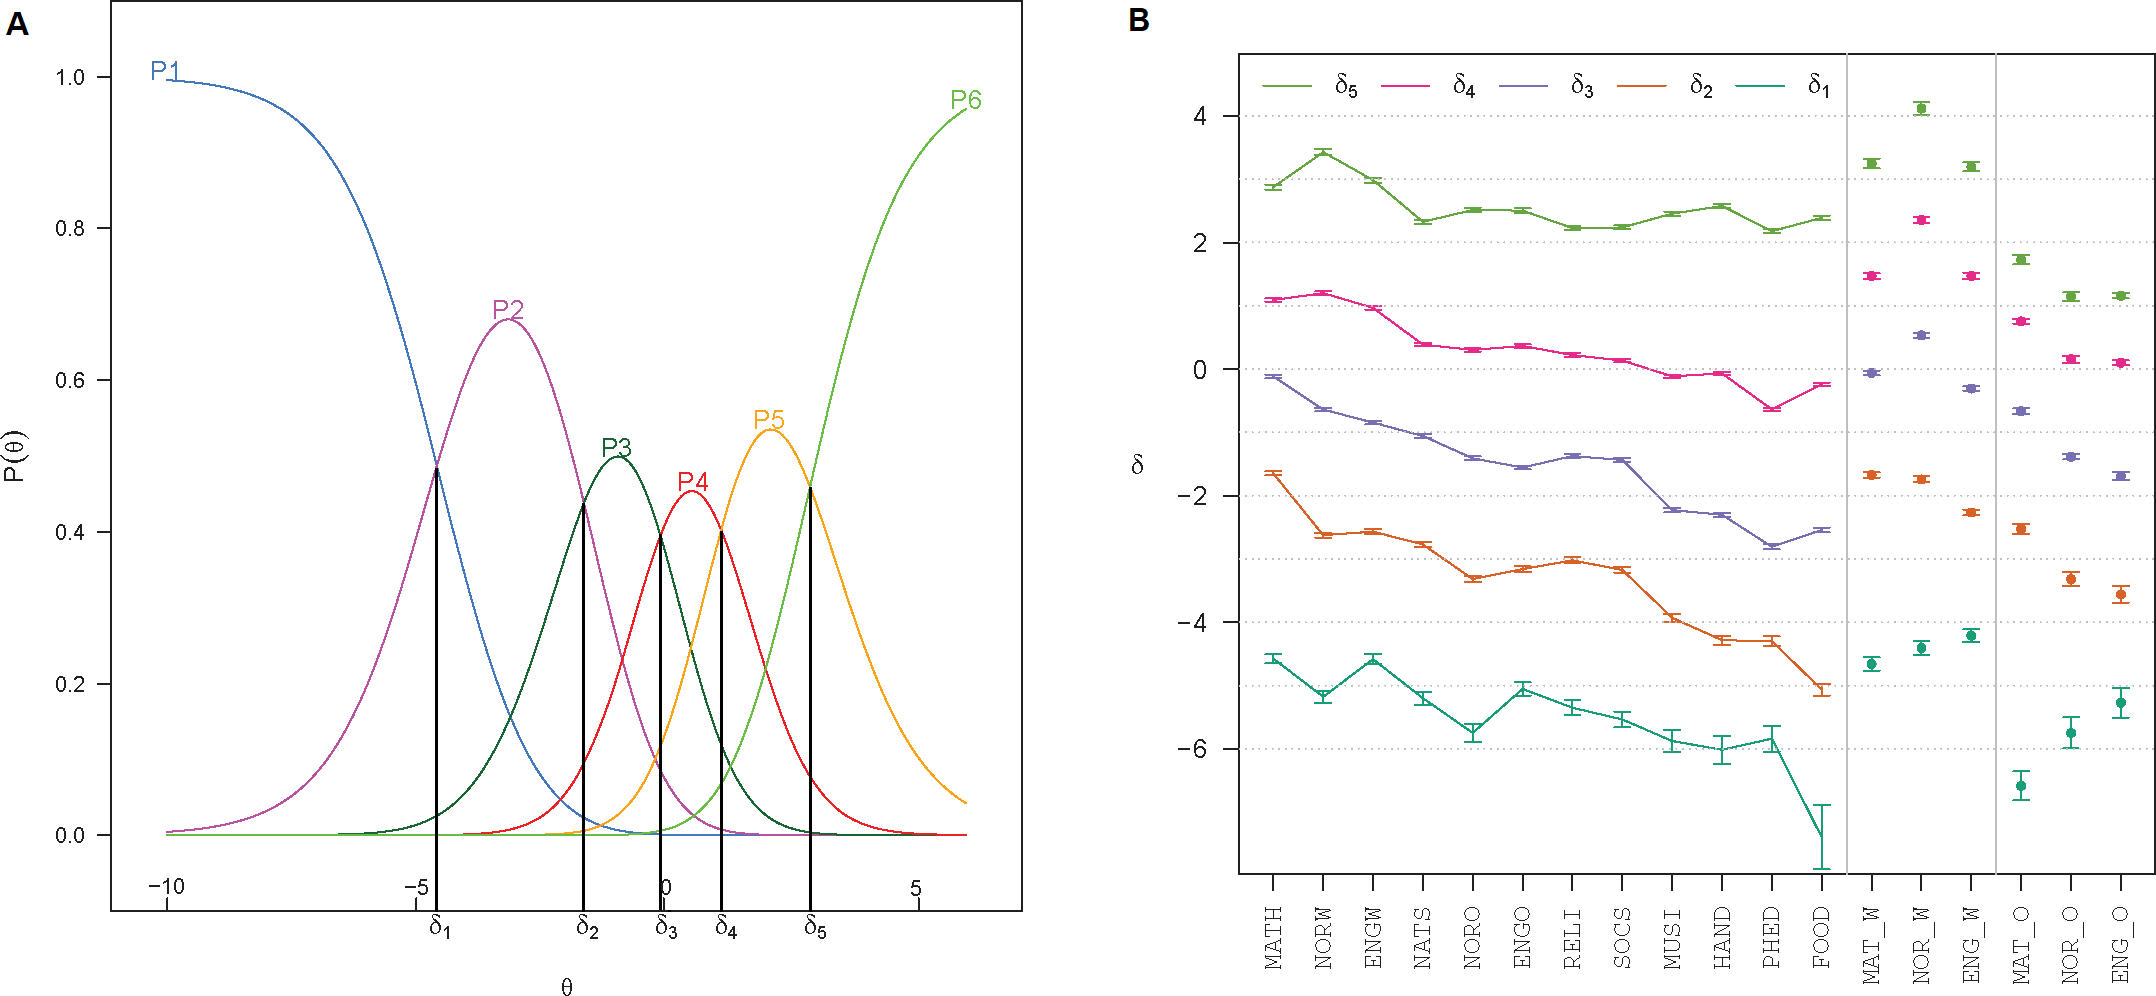 A
P(θ)
1.0
0.8
0.6
0.4
0.2
0.0
P1
P2
P3
P4
P5
P6
−10
−5
0
5
δ1
δ2
δ3
δ4
δ5
θ
B
δ
4
2
0
−2
−4
−6
δ5
δ4
δ3
δ2
δ1
MATH
NORW
ENGW
NATS
NORO
ENGO
RELI
SOCS
MUSI
HAND
PHED
FOOD
MAT_W
NOR_W
ENG_W
MAT_O
NOR_O
ENG_O